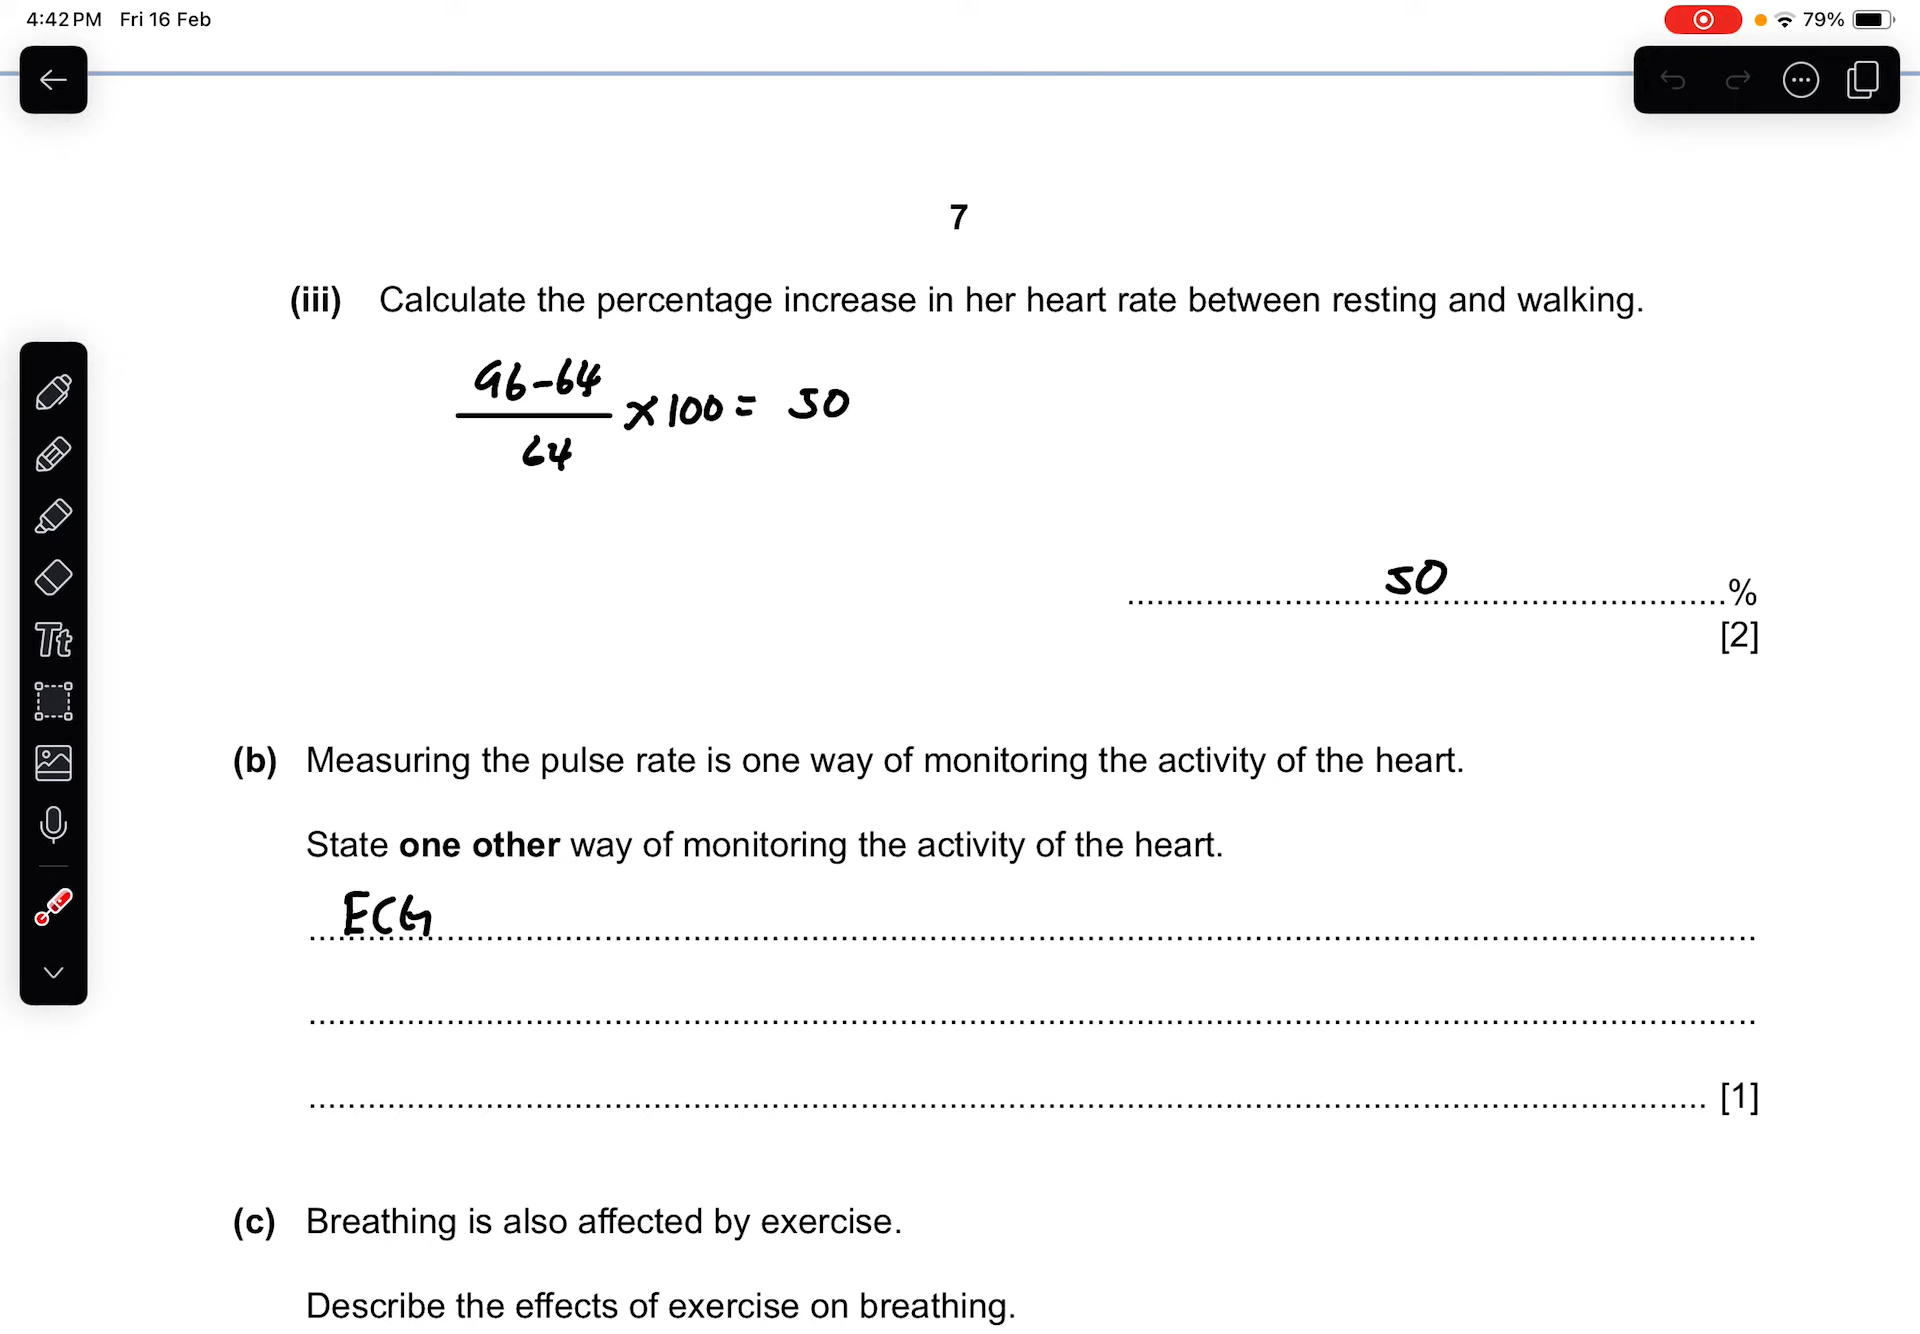 4:42 PM Fri 16 Feb
79%
7
(iii) Calculate the percentage increase in her heart rate between resting and walking.
96-64
64
× 100 = 50
Tt
50
%
[2]
(b) Measuring the pulse rate is one way of monitoring the activity of the heart.
State one other way of monitoring the activity of the heart.
ECG
[1]
(c) Breathing is also affected by exercise.
Describe the effects of exercise on breathing.